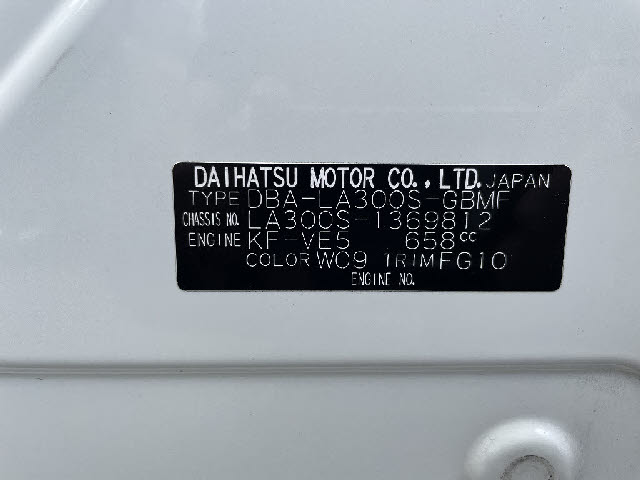 DAIHATSU MOTOR CO., LTD. JAPAN
TYPE DBA-LA300S-GBMF
CHASSIS NO. LA300S-1369812
ENGINE KF-VE5 658cc
COLOR W09 TRIM FG10
ENGINE NO.